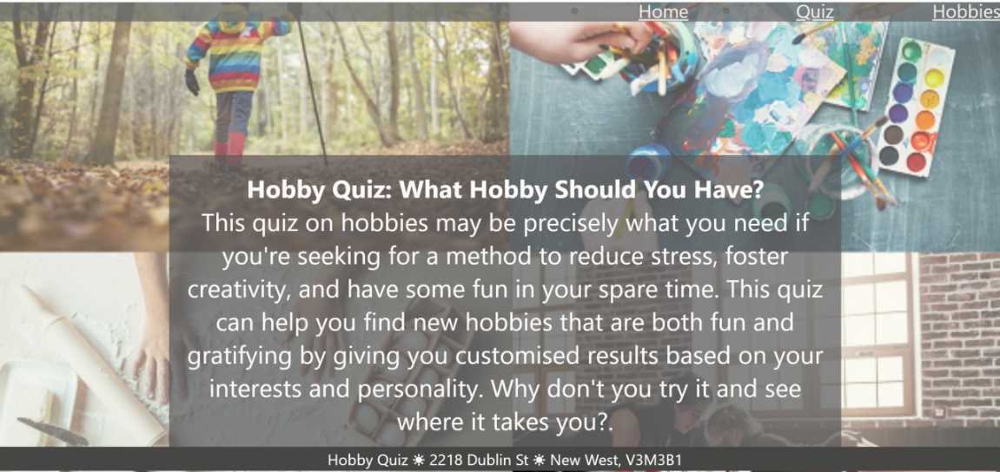 Home Quiz Hobbies
Hobby Quiz: What Hobby Should You Have?
This quiz on hobbies may be precisely what you need if
you're seeking for a method to reduce stress, foster
creativity, and have some fun in your spare time. This quiz
can help you find new hobbies that are both fun and
gratifying by giving you customised results based on your
interests and personality. Why don't you try it and see
where it takes you?.
Hobby Quiz ☀ 2218 Dublin St ☀ New West, V3M3B1